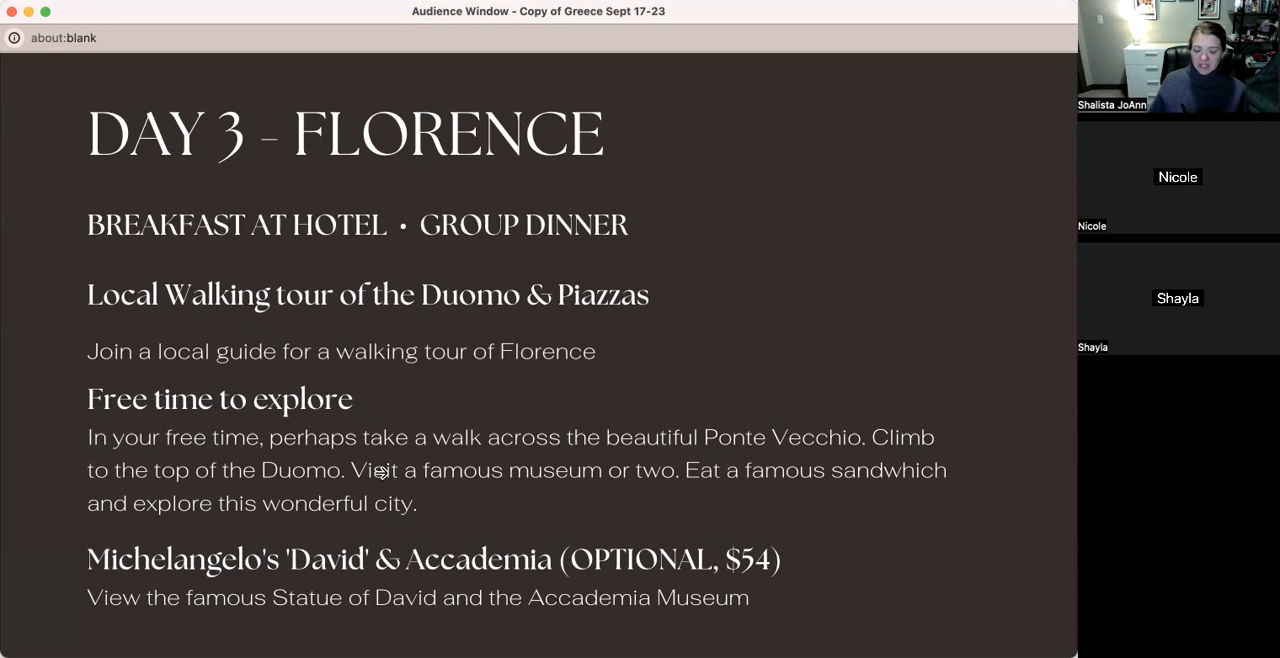 Audience Window - Copy of Greece Sept 17-23
about:blank
DAY 3 - FLORENCE
BREAKFAST AT HOTEL • GROUP DINNER
Local Walking tour of the Duomo & Piazzas
Join a local guide for a walking tour of Florence
Free time to explore
In your free time, perhaps take a walk across the beautiful Ponte Vecchio. Climb
to the top of the Duomo. Visit a famous museum or two. Eat a famous sandwhich
and explore this wonderful city.
Michelangelo's 'David' & Accademia (OPTIONAL, $54)
View the famous Statue of David and the Accademia Museum
Shalista JoAnn
Nicole
Nicole
Shayla
Shayla